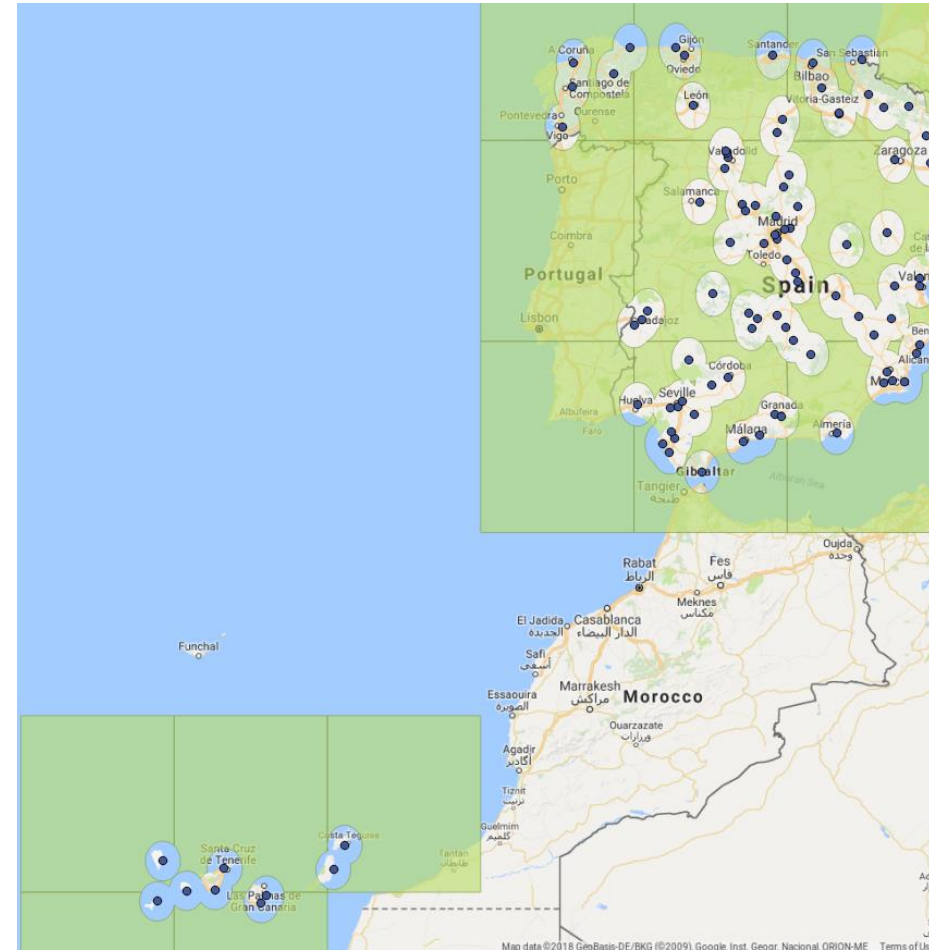 Gijón
A Coruña
Santander
San Sebastián
Oviedo
Bilbao
Santiago de
Compostela
León
Vitoria-Gasteiz
Pontevedra
Ourense
Vigo
Valladolid
Zaragoza
Porto
Salamanca
Madrid
Coimbra
Toledo
Portugal
Spain
Lisbon
Córdoba
Seville
Huelva
Granada
Albufeira
Faro
Málaga
Almería
Gibraltar
Alboran Sea
Tangier
طنجة
Oujda
وجدة
Rabat
الرباط
Fes
فاس
Meknes
مكناس
El Jadida
الجديدة
Casablanca
الدار البيضاء
Funchal
Safi
أسفي
Marrakesh
مراكش
Morocco
Essaouira
الصويرة
Ouarzazate
ورزازات
Agadir
أكادير
Tiznit
تزنيت
Guelmim
كلميم
Costa Teguise
Santa Cruz
de Tenerife
Tantan
طانطان
Las Palmas de
Gran Canaria
Map data ©2018 GeoBasis-DE/BKG (©2009), Google, Inst. Geogr. Nacional, ORION-ME
Terms of Us